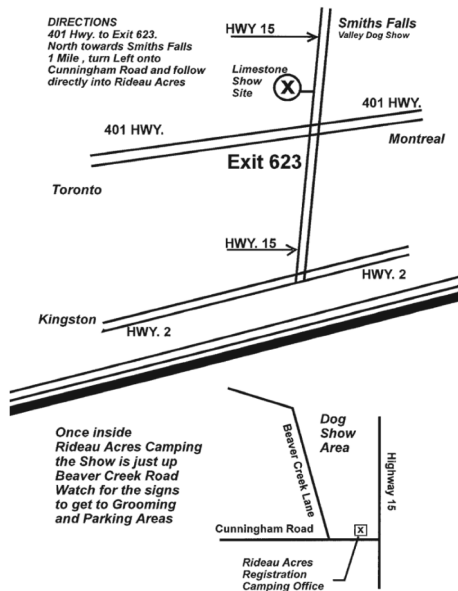 DIRECTIONS
401 Hwy. to Exit 623.
North towards Smiths Falls
1 Mile , turn Left onto
Cunningham Road and follow
directly into Rideau Acres
HWY 15
Smiths Falls
Valley Dog Show
Limestone
Show
Site
X
401 HWY.
401 HWY.
Montreal
Exit 623
Toronto
HWY. 15
HWY. 2
Kingston
HWY. 2
Once inside
Rideau Acres Camping
the Show is just up
Beaver Creek Road
Watch for the signs
to get to Grooming
and Parking Areas
Dog
Show
Area
Beaver Creek Lane
Highway 15
Cunningham Road
X
Rideau Acres
Registration
Camping Office